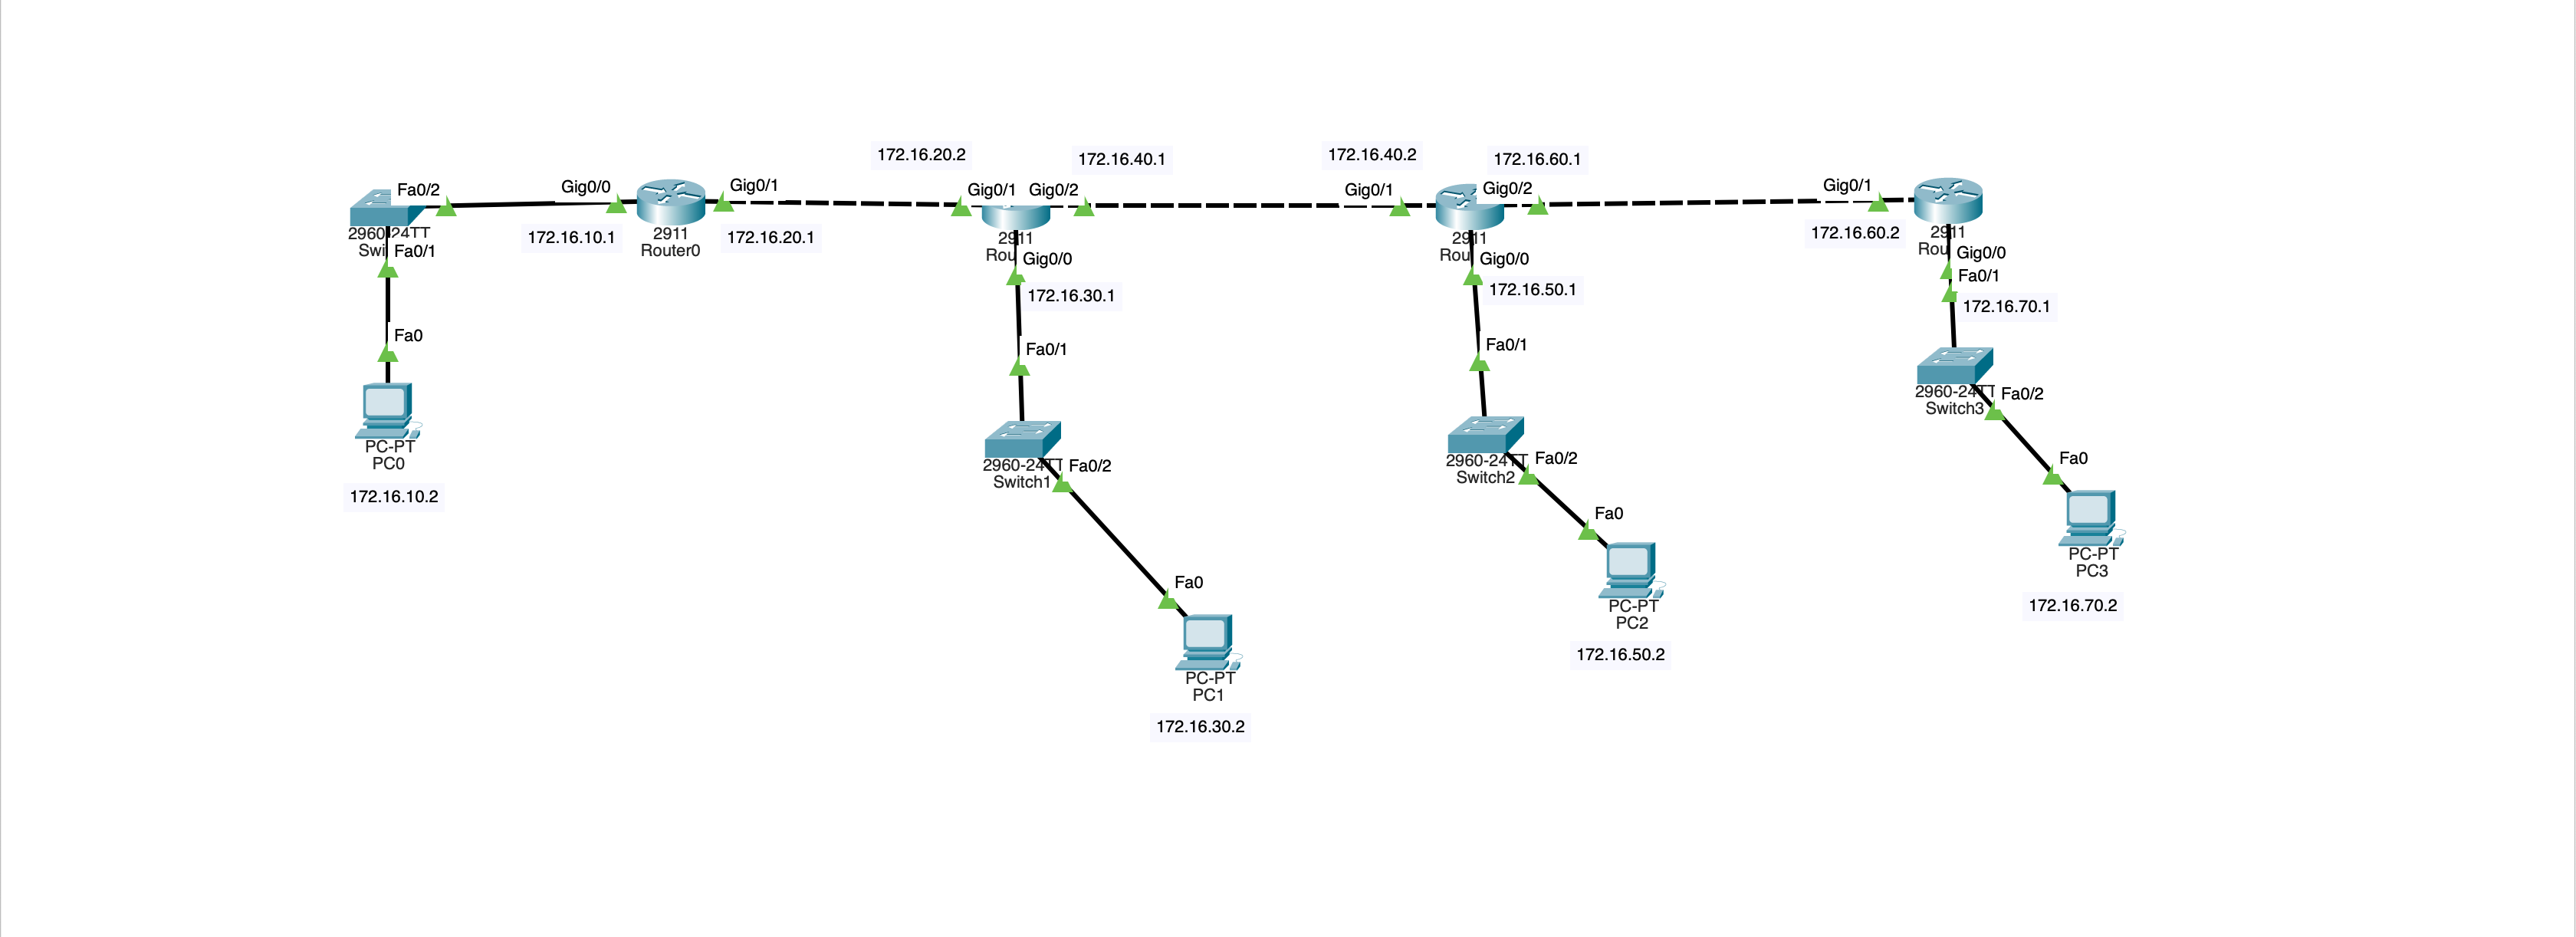 172.16.20.2
172.16.40.1
172.16.40.2
172.16.60.1
Fa0/2
Gig0/0
Gig0/1
Gig0/1
Gig0/2
Gig0/1
Gig0/2
Gig0/1
2960-24TT
Swi
Fa0/1
172.16.10.1
2911
Router0
172.16.20.1
2911
Rou
Gig0/0
172.16.30.1
2911
Rou
Gig0/0
172.16.50.1
172.16.60.2
2911
Rou
Gig0/0
Fa0/1
172.16.70.1
Fa0
Fa0/1
Fa0/1
PC-PT
PC0
172.16.10.2
2960-24TT
Switch1
Fa0/2
2960-24TT
Switch2
Fa0/2
2960-24TT
Switch3
Fa0/2
Fa0
Fa0
Fa0
PC-PT
PC1
172.16.30.2
PC-PT
PC2
172.16.50.2
PC-PT
PC3
172.16.70.2